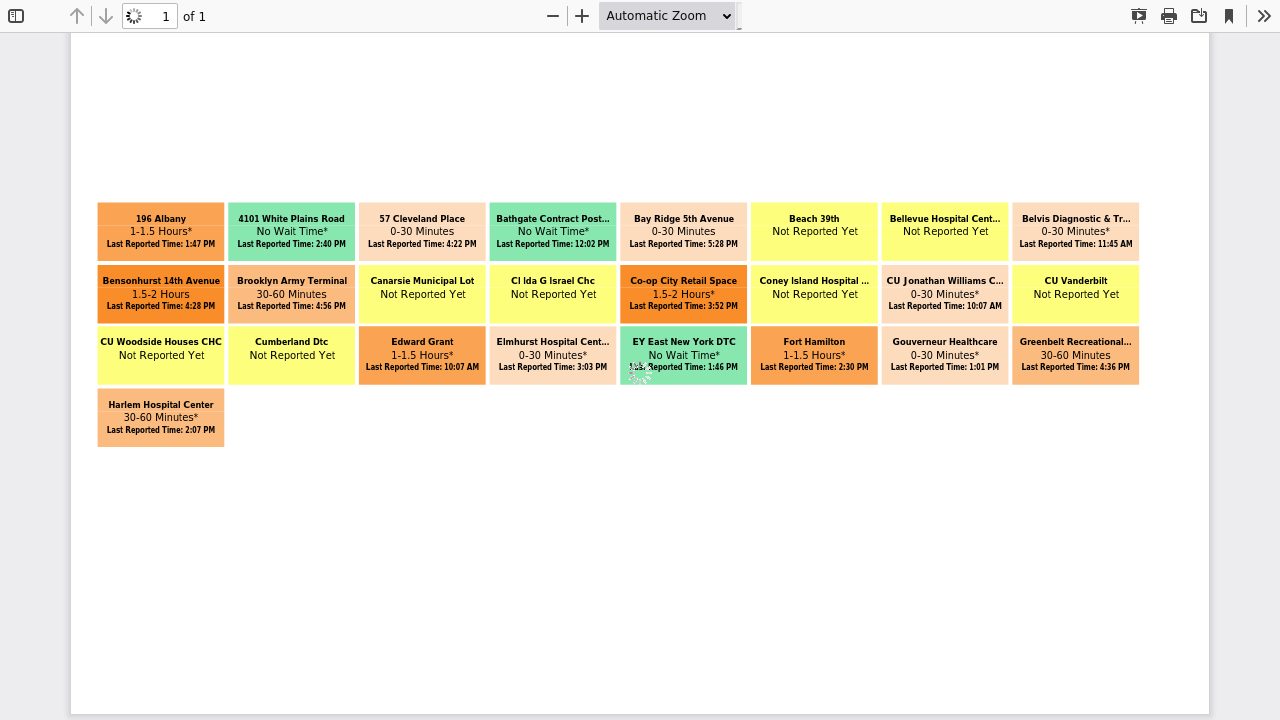 1 of 1 Automatic Zoom
196 Albany
1-1.5 Hours*
Last Reported Time: 1:47 PM
4101 White Plains Road
No Wait Time*
Last Reported Time: 2:40 PM
57 Cleveland Place
0-30 Minutes
Last Reported Time: 4:22 PM
Bathgate Contract Post...
No Wait Time*
Last Reported Time: 12:02 PM
Bay Ridge 5th Avenue
0-30 Minutes
Last Reported Time: 5:28 PM
Beach 39th
Not Reported Yet
Bellevue Hospital Cent...
Not Reported Yet
Belvis Diagnostic & Tr...
0-30 Minutes*
Last Reported Time: 11:45 AM
Bensonhurst 14th Avenue
1.5-2 Hours
Last Reported Time: 4:28 PM
Brooklyn Army Terminal
30-60 Minutes
Last Reported Time: 4:56 PM
Canarsie Municipal Lot
Not Reported Yet
CI Ida G Israel Chc
Not Reported Yet
Co-op City Retail Space
1.5-2 Hours*
Last Reported Time: 3:52 PM
Coney Island Hospital ...
Not Reported Yet
CU Jonathan Williams C...
0-30 Minutes*
Last Reported Time: 10:07 AM
CU Vanderbilt
Not Reported Yet
CU Woodside Houses CHC
Not Reported Yet
Cumberland Dtc
Not Reported Yet
Edward Grant
1-1.5 Hours*
Last Reported Time: 10:07 AM
Elmhurst Hospital Cent...
0-30 Minutes*
Last Reported Time: 3:03 PM
EY East New York DTC
No Wait Time*
Last Reported Time: 1:46 PM
Fort Hamilton
1-1.5 Hours*
Last Reported Time: 2:30 PM
Gouverneur Healthcare
0-30 Minutes*
Last Reported Time: 1:01 PM
Greenbelt Recreational...
30-60 Minutes
Last Reported Time: 4:36 PM
Harlem Hospital Center
30-60 Minutes*
Last Reported Time: 2:07 PM